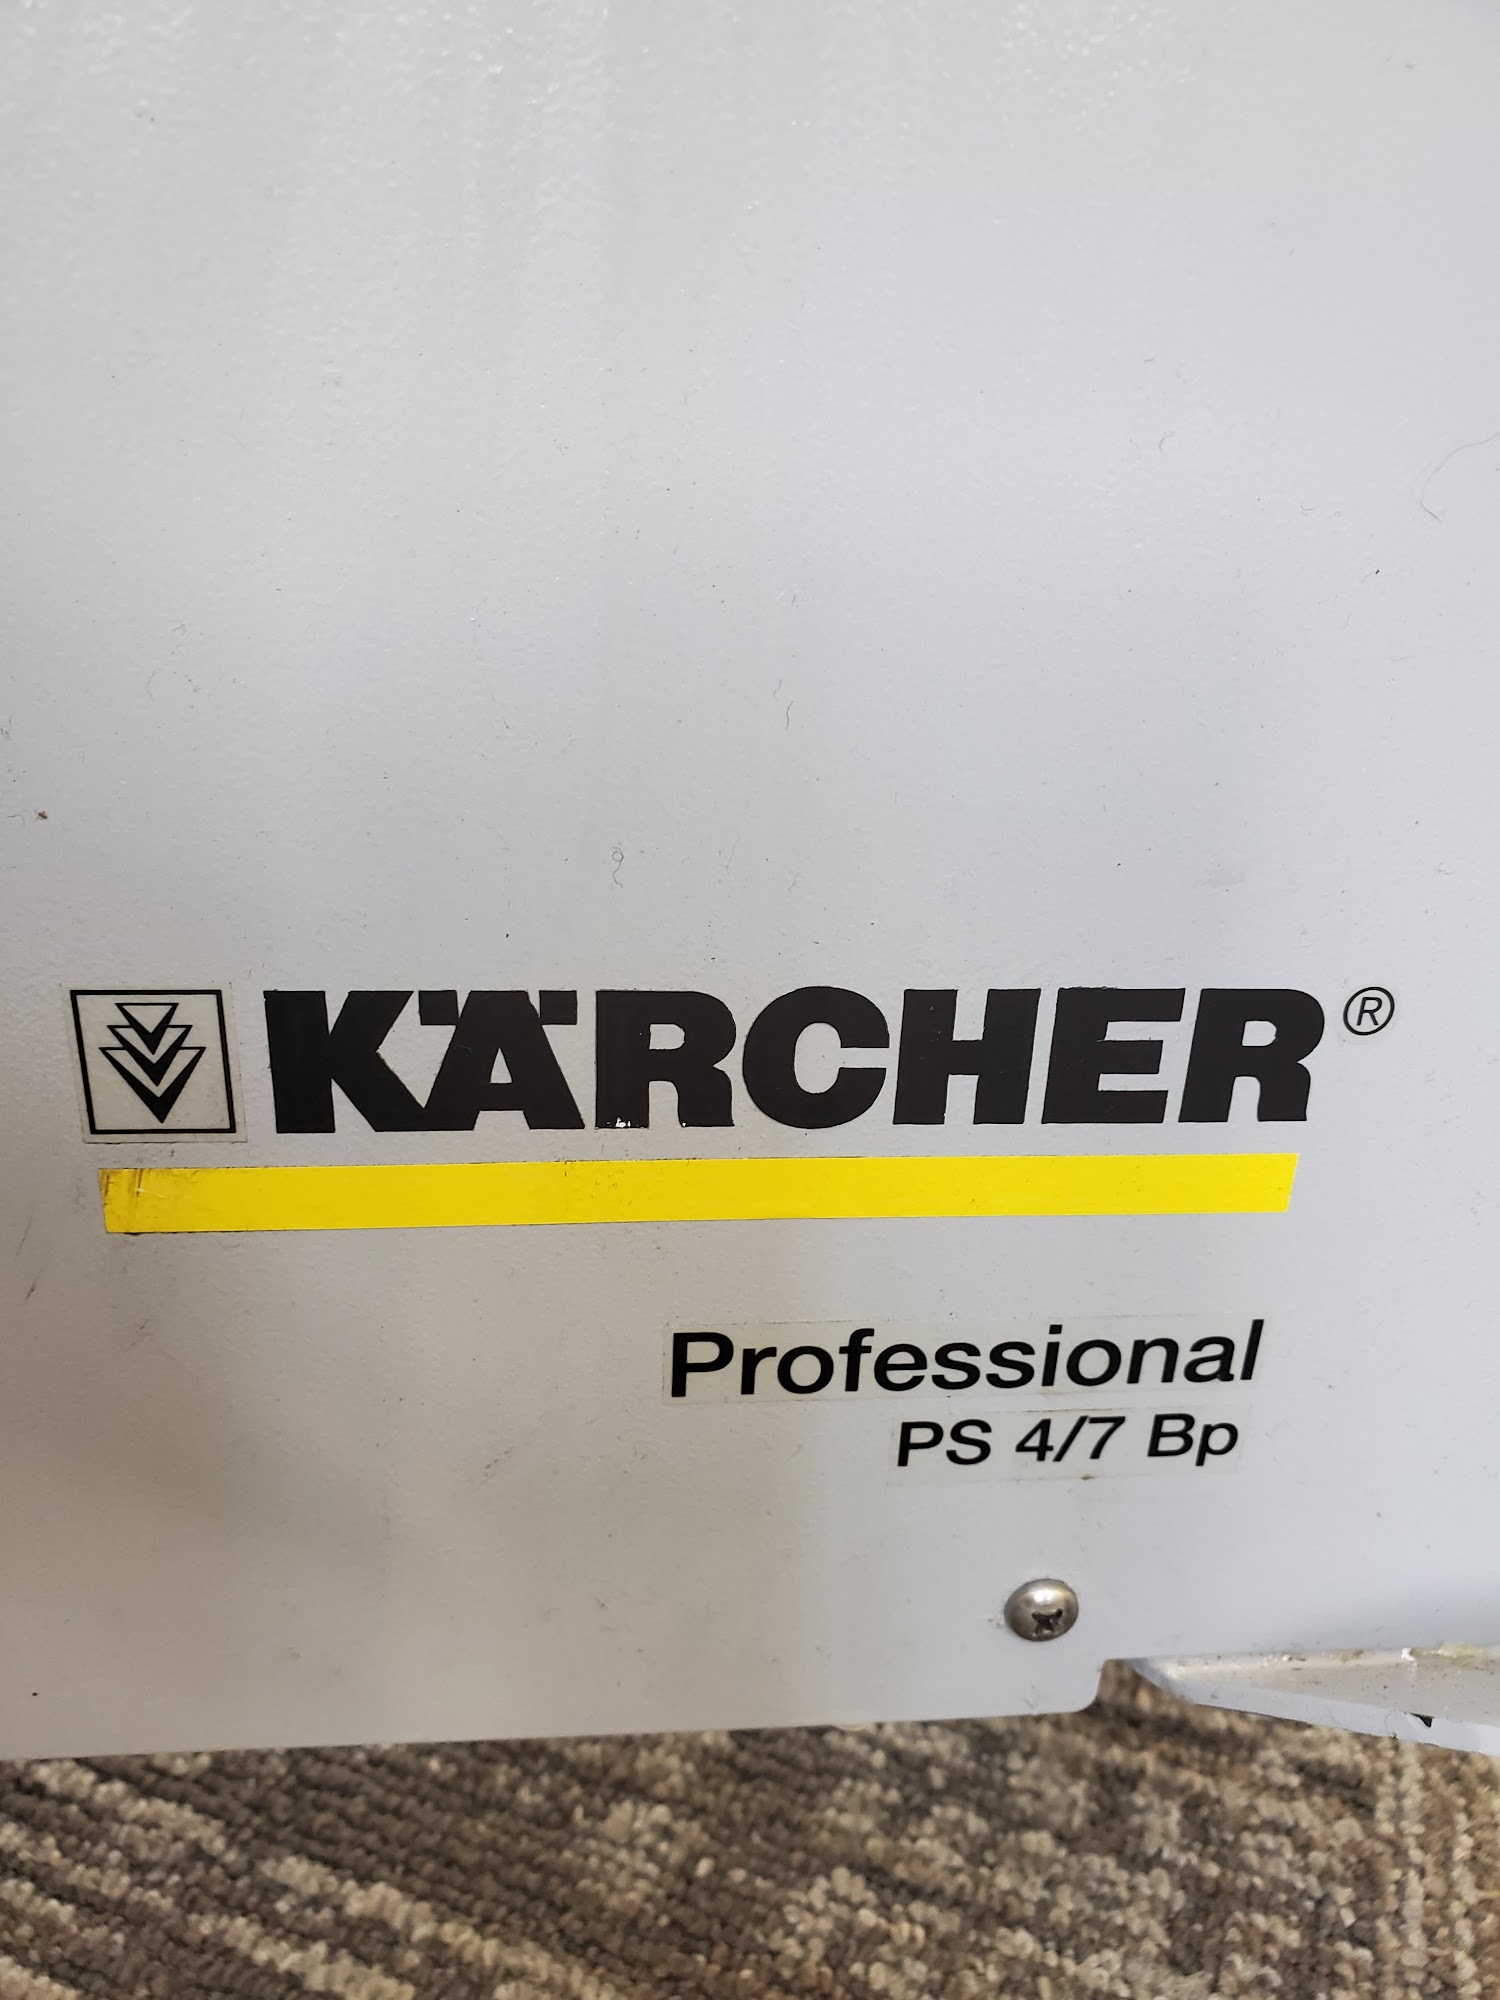 KÄRCHER®
Professional
PS 4/7 Bp